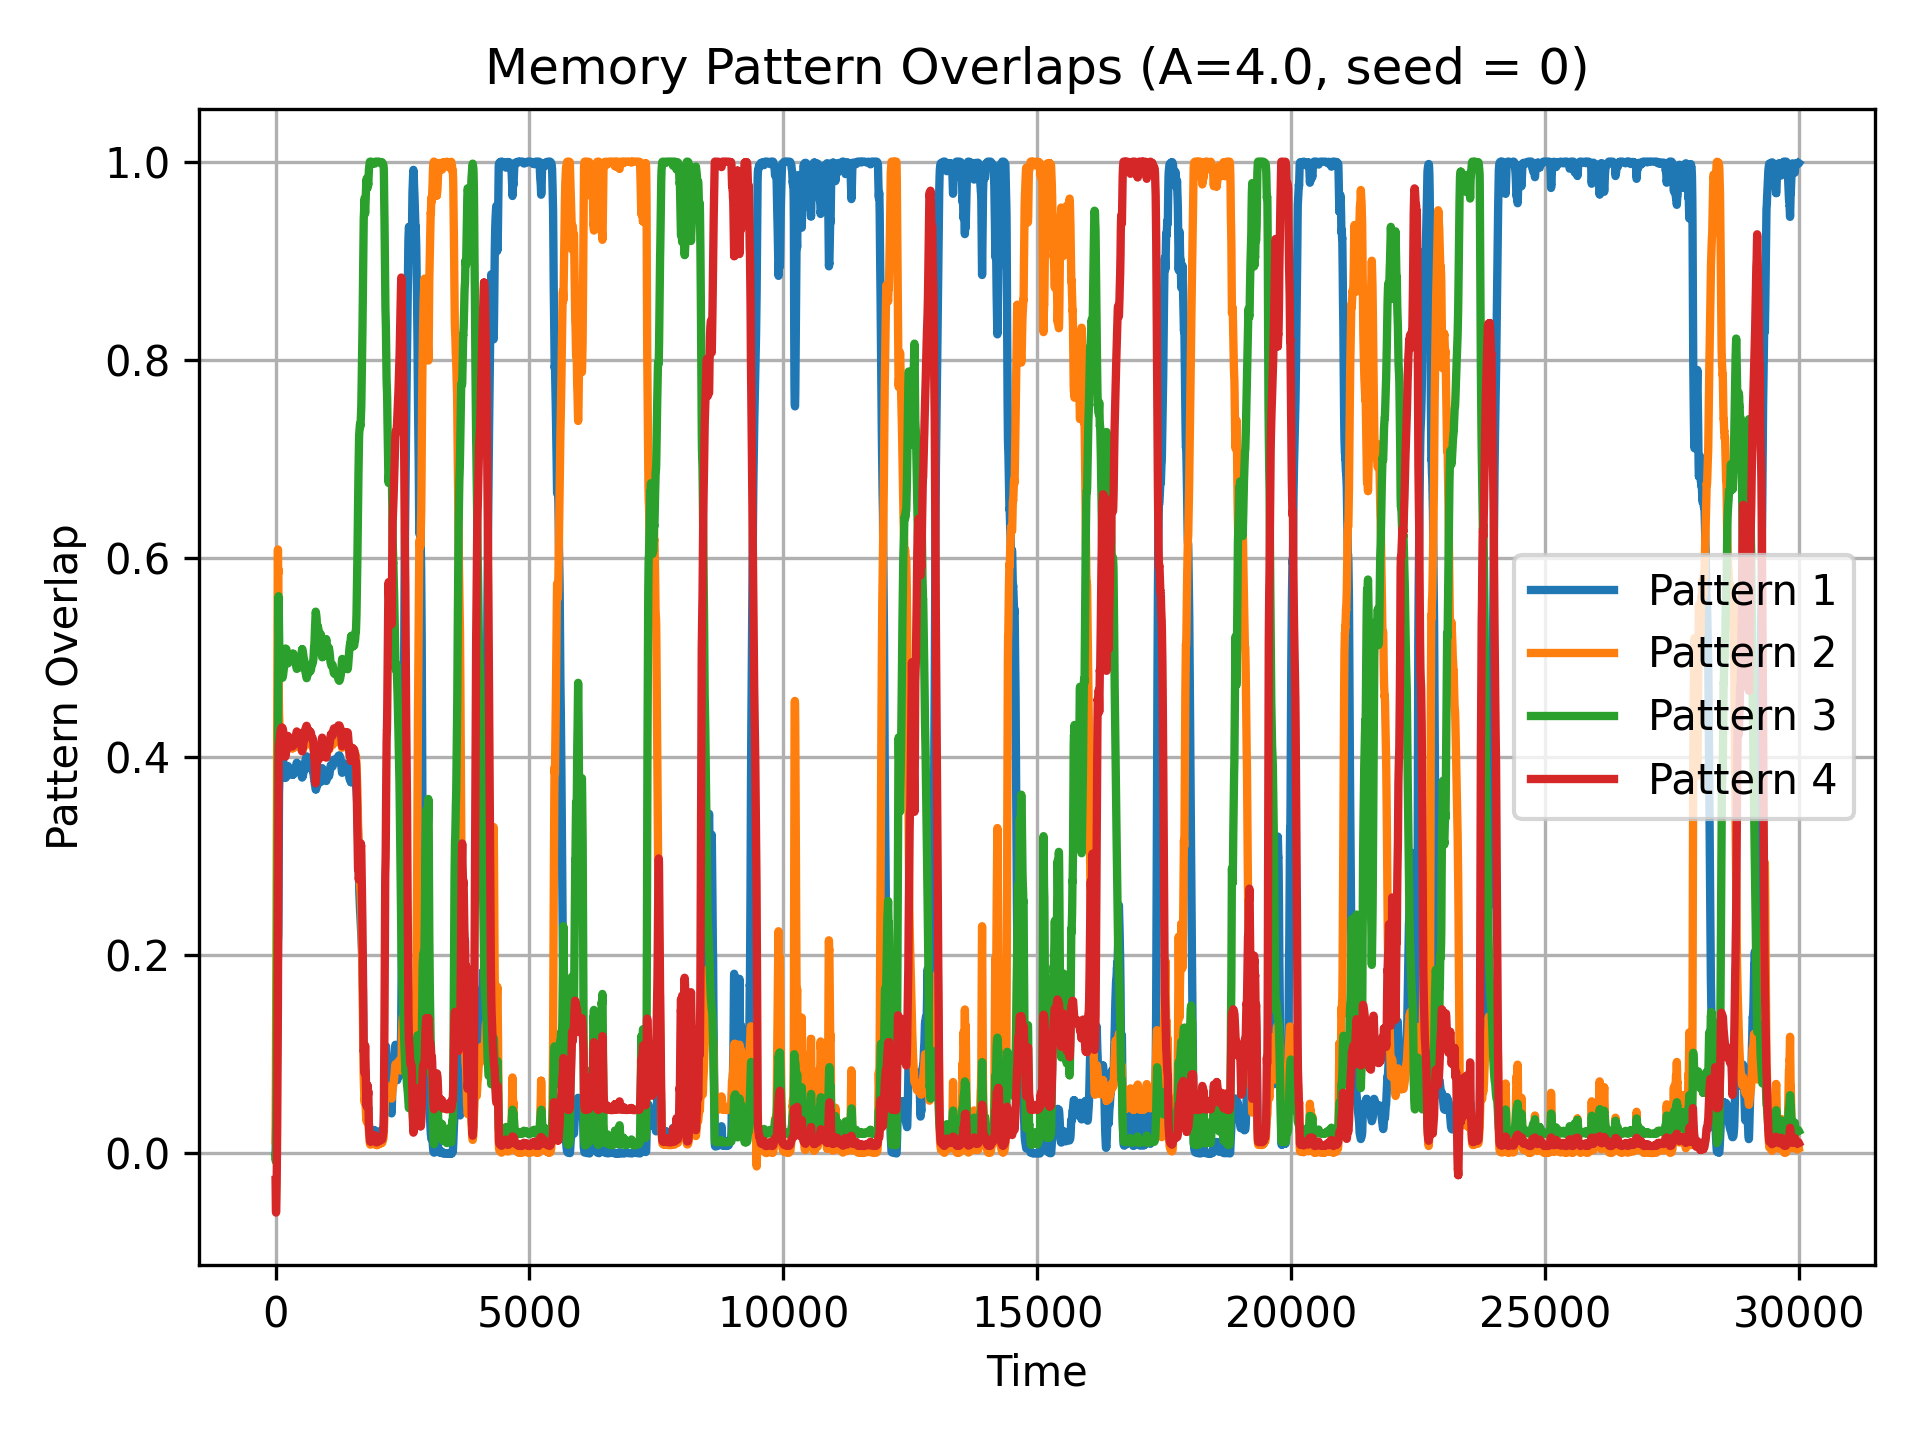 Memory Pattern Overlaps (A=4.0, seed = 0)
Pattern Overlap
1.0
0.8
0.6
0.4
0.2
0.0
Pattern 1
Pattern 2
Pattern 3
Pattern 4
0 5000 10000 15000 20000 25000 30000
Time